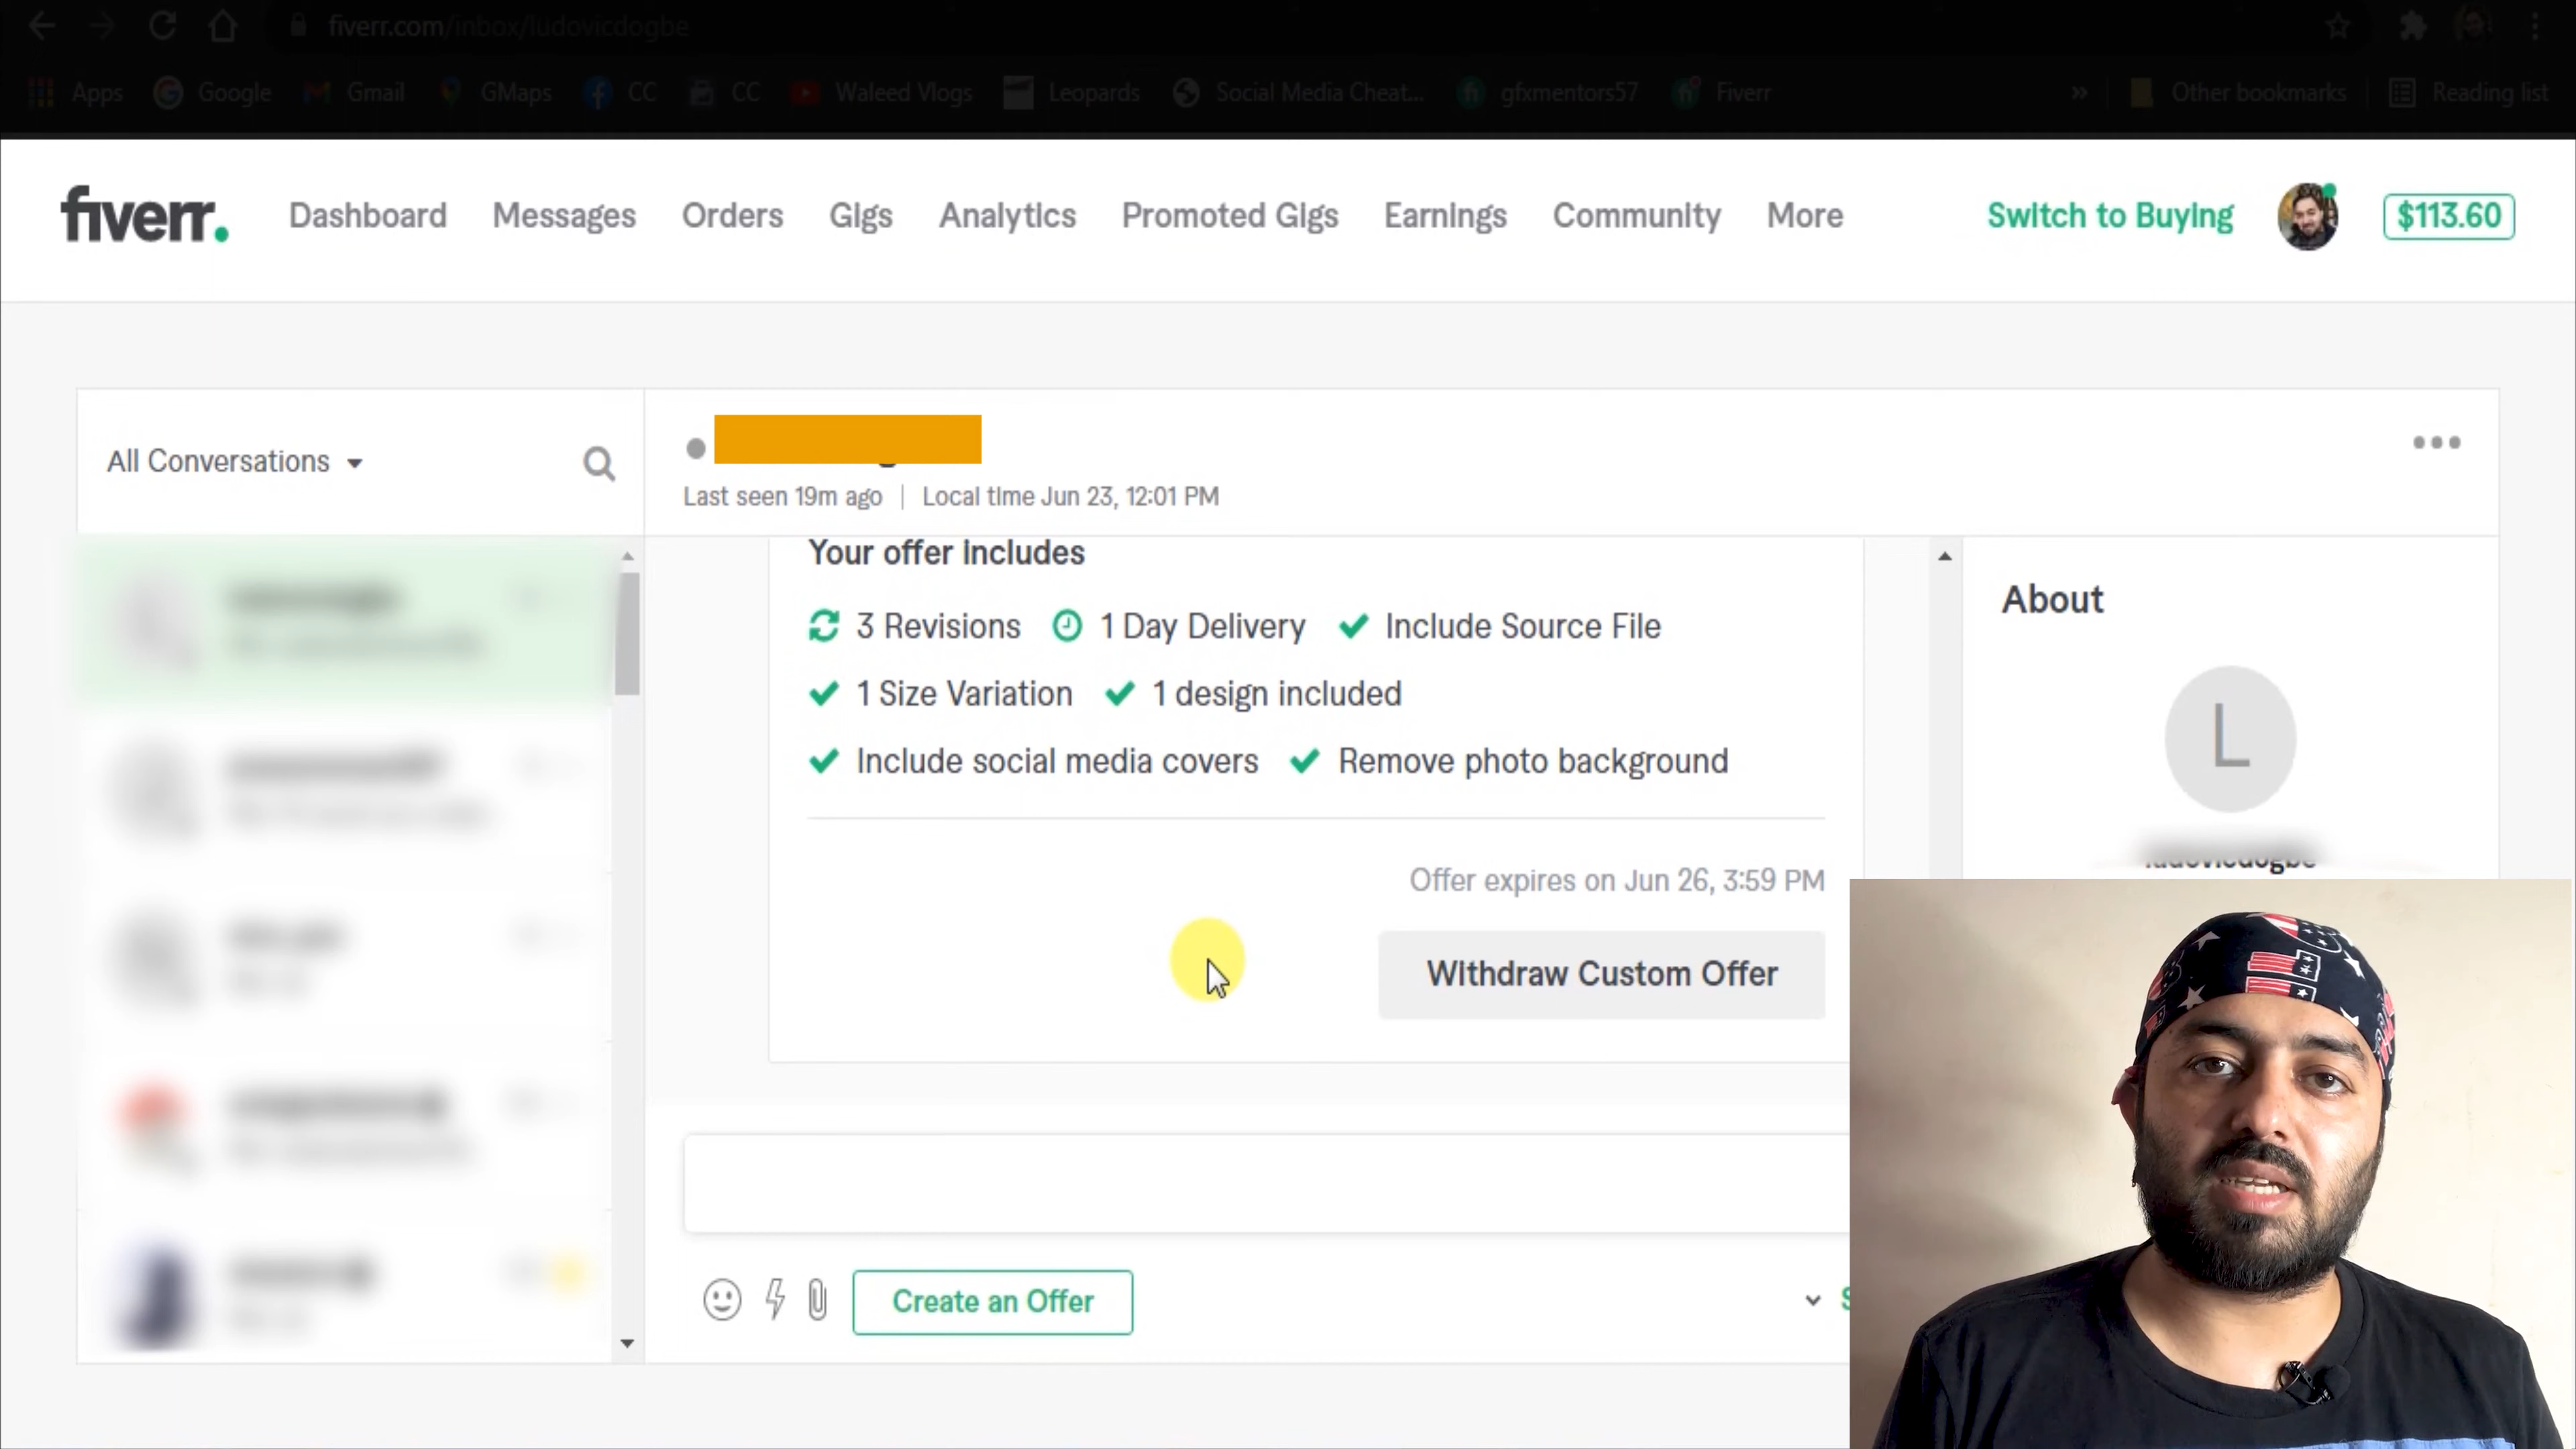 fiverr.com/inbox/ludovicdogbe
Apps Google Gmail GMaps CC CC Waleed Vlogs Leopards Social Media Cheat... gfxmentors57 Fiverr » Other bookmarks Reading list
fiverr. Dashboard Messages Orders Gigs Analytics Promoted Gigs Earnings Community More Switch to Buying $113.60
All Conversations
Last seen 19m ago | Local time Jun 23, 12:01 PM
Your offer includes
3 Revisions 1 Day Delivery Include Source File
1 Size Variation 1 design included
Include social media covers Remove photo background
Offer expires on Jun 26, 3:59 PM
Withdraw Custom Offer
About
L
Create an Offer